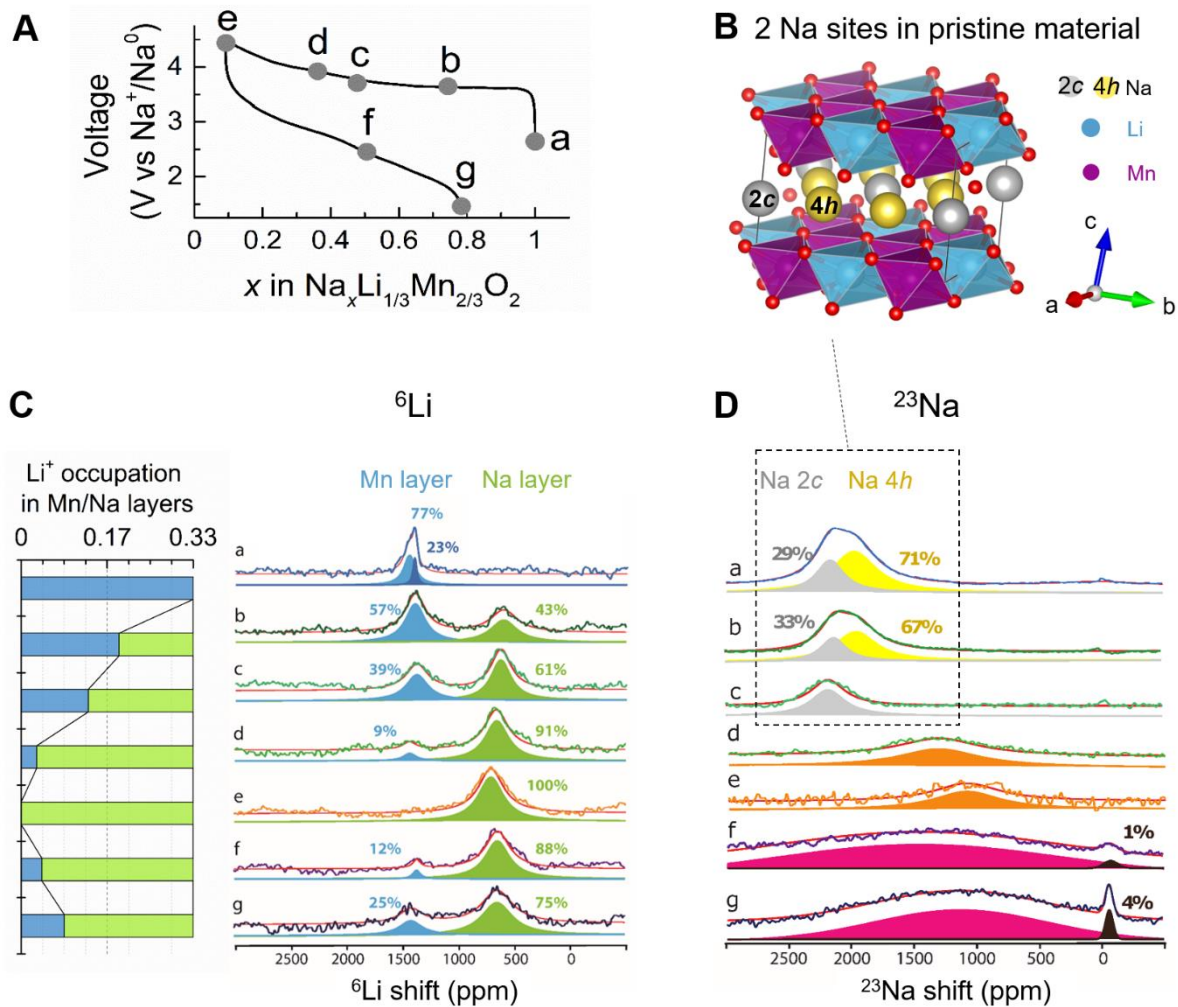 A
Voltage
(V vs Na⁺/Na⁰)
4
3
2
e
d
c
b
a
f
g
0
0.2
0.4
0.6
0.8
1
x in NaₓLi₁/₃Mn₂/₃O₂
B 2 Na sites in pristine material
2c 4h Na
Li
Mn
2c
4h
c
a
b
C
⁶Li
Li⁺ occupation
in Mn/Na layers
0 0.17 0.33
Mn layer Na layer
77%
a 23%
b 57% 43%
c 39% 61%
d 9% 91%
e 100%
f 12% 88%
g 25% 75%
2500 2000 1500 1000 500 0
⁶Li shift (ppm)
D
²³Na
Na 2c Na 4h
a 29% 71%
b 33% 67%
c
d
e
f 1%
g 4%
2500 2000 1500 1000 500 0
²³Na shift (ppm)